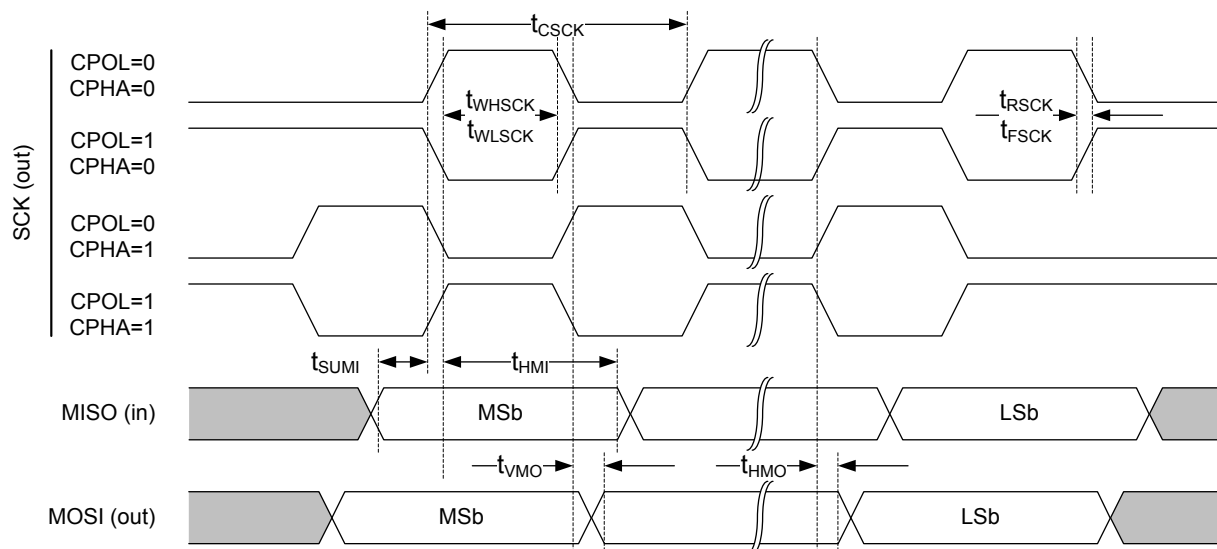 tCSCK
SCK (out)
CPOL=0
CPHA=0
tWHSCK
tWLSCK
tRSCK
tFSCK
CPOL=1
CPHA=0
CPOL=0
CPHA=1
CPOL=1
CPHA=1
tSUMI
tHMI
MISO (in)
MSb
LSb
tVMO
tHMO
MOSI (out)
MSb
LSb